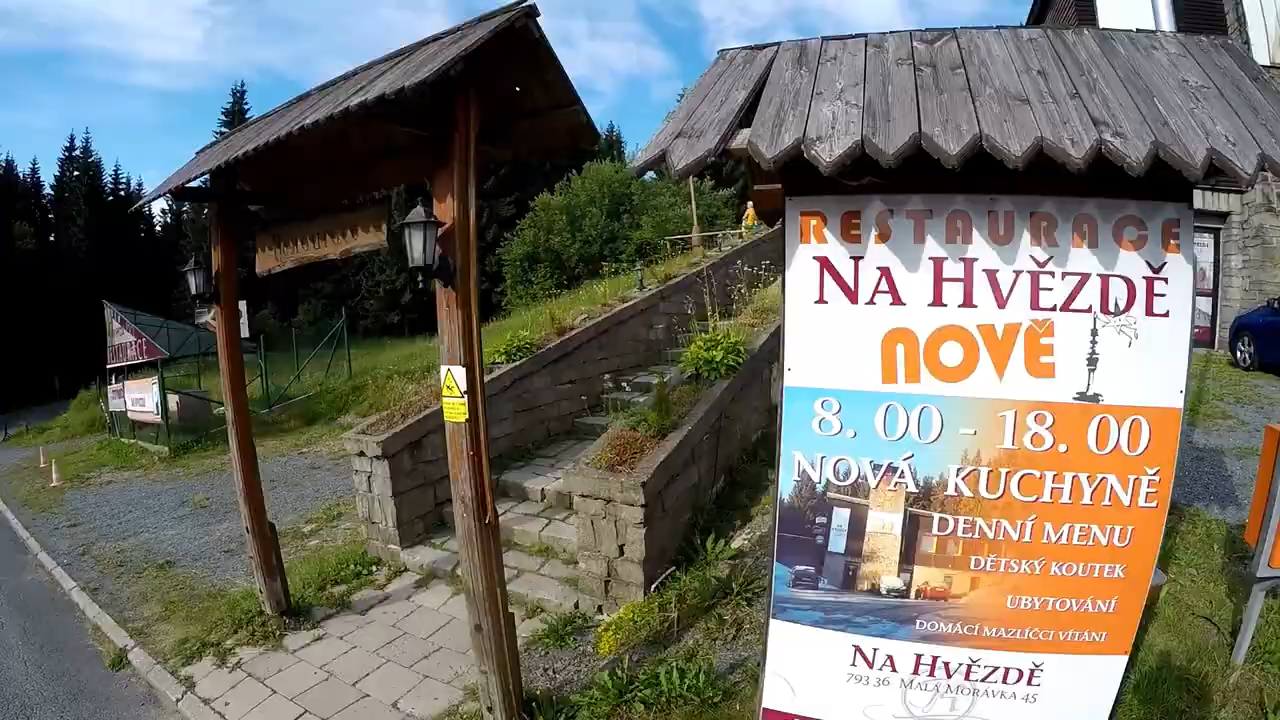 RESTAURACE
NA HVĚZDĚ
NOVĚ
8. 00 - 18. 00
NOVÁ KUCHYNĚ
DENNÍ MENU
DĚTSKÝ KOUTEK
UBYTOVÁNÍ
DOMÁCÍ MAZLÍČCI VÍTÁNI
NA HVĚZDĚ
793 36 MALÁ MORÁVKA 45
RESTAURACE